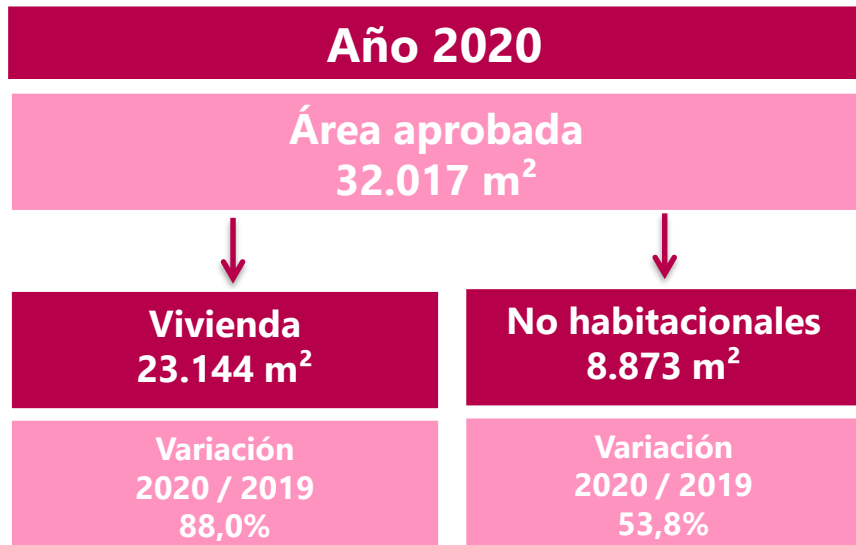 Año 2020
Área aprobada
32.017 m²
Vivienda
23.144 m²
No habitacionales
8.873 m²
Variación
2020 / 2019
88,0%
Variación
2020 / 2019
53,8%